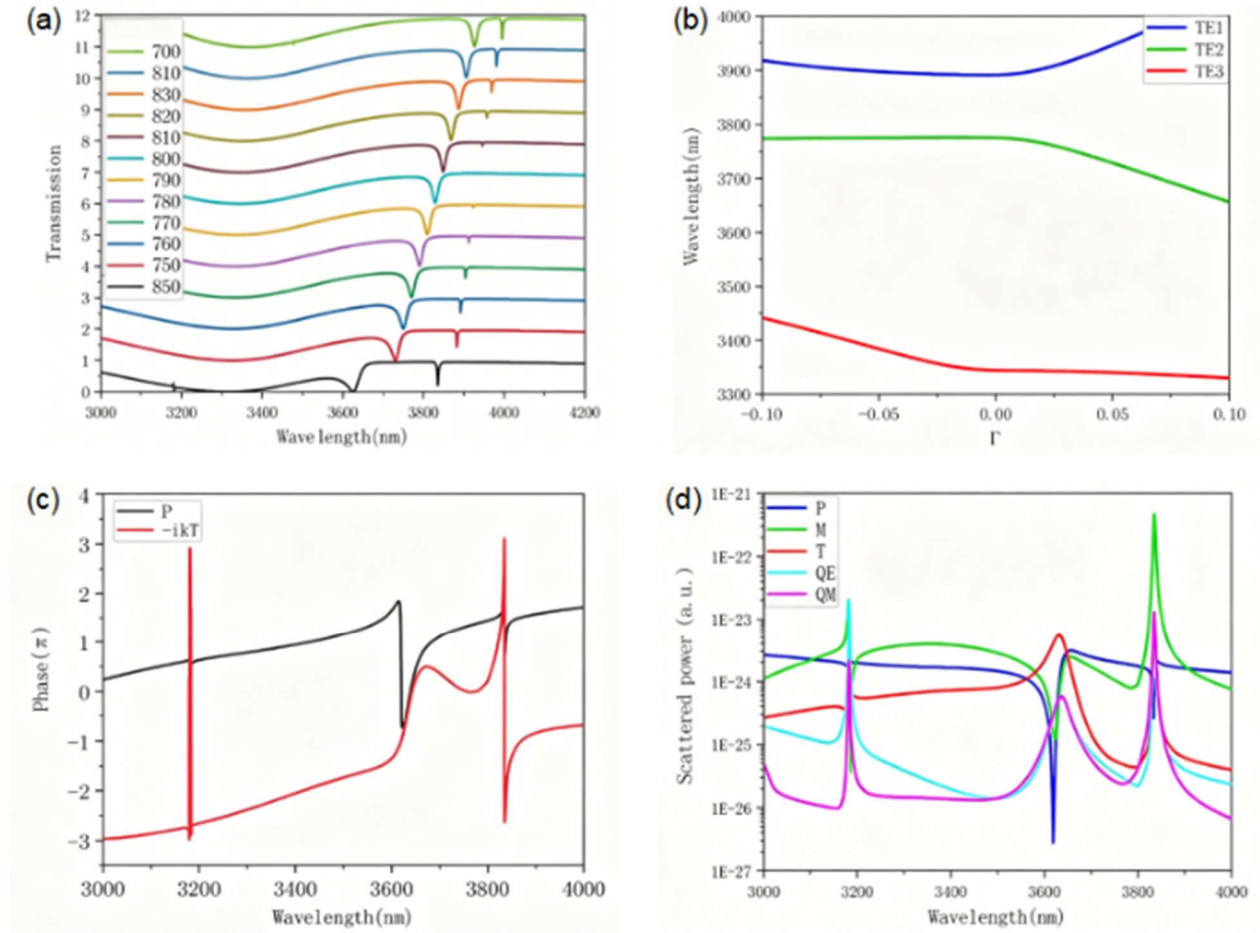 (a)
12
11
10
9
8
7
6
5
4
3
2
1
0
Transmission
700
810
830
820
810
800
790
780
770
760
750
850
3000 3200 3400 3600 3800 4000 4200
Wavelength(nm)
(b)
4000
3900
3800
3700
3600
3500
3400
3300
Wavelength(nm)
TE1
TE2
TE3
-0.10 -0.05 0.00 0.05 0.10
Γ
(c)
4
3
2
1
0
-1
-2
-3
Phase(π)
P
-ikT
3000 3200 3400 3600 3800 4000
Wavelength(nm)
(d)
1E-21
1E-22
1E-23
1E-24
1E-25
1E-26
1E-27
Scattered power (a.u.)
P
M
T
QE
QM
3000 3200 3400 3600 3800 4000
Wavelength(nm)